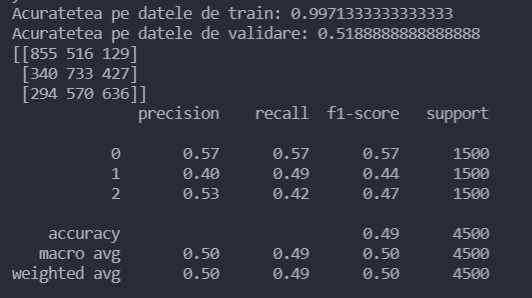 Acuratetea pe datele de train: 0.9971333333333333
Acuratetea pe datele de validare: 0.5188888888888888
[[855 516 129]
[340 733 427]
[294 570 636]]
precision recall f1-score support
0 0.57 0.57 0.57 1500
1 0.40 0.49 0.44 1500
2 0.53 0.42 0.47 1500
accuracy 0.49 4500
macro avg 0.50 0.49 0.50 4500
weighted avg 0.50 0.49 0.50 4500